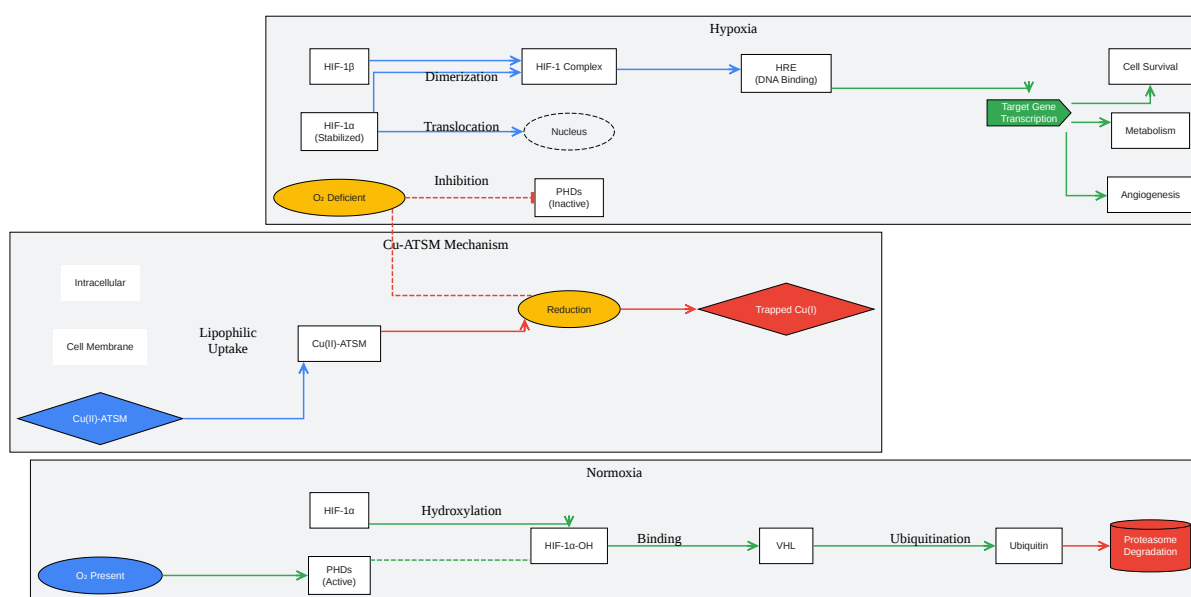 Hypoxia
HIF-1β
Dimerization
HIF-1 Complex
HRE
(DNA Binding)
Cell Survival
Target Gene
Transcription
Metabolism
HIF-1α
(Stabilized)
Translocation
Nucleus
Inhibition
O₂ Deficient
PHDs
(Inactive)
Angiogenesis
Cu-ATSM Mechanism
Intracellular
Cell Membrane
Lipophilic
Uptake
Cu(II)-ATSM
Reduction
Trapped Cu(I)
Cu(II)-ATSM
Normoxia
HIF-1α
Hydroxylation
HIF-1α-OH
Binding
VHL
Ubiquitination
Ubiquitin
Proteasome
Degradation
O₂ Present
PHDs
(Active)